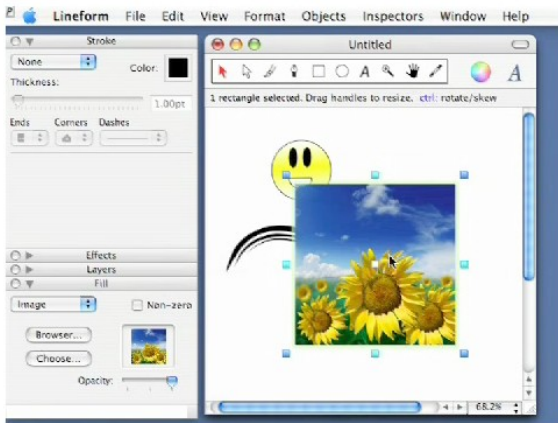 Lineform File Edit View Format Objects Inspectors Window Help
Stroke
None
Color:
Thickness:
1.00pt
Ends Corners Dashes
Effects
Layers
Fill
Image
Non-zero
Browser...
Choose...
Opacity:
Untitled
A A
1 rectangle selected. Drag handles to resize. ctrl: rotate/skew
68.2%